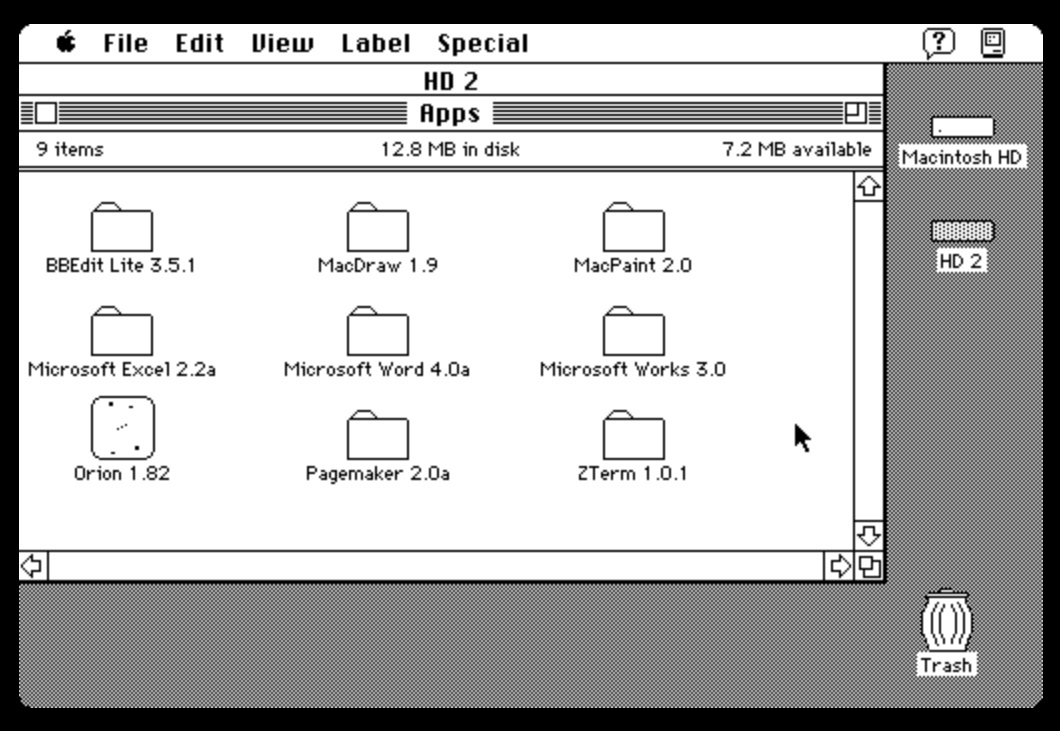 File Edit View Label Special ?
HD 2
Apps
9 items 12.8 MB in disk 7.2 MB available
BBEdit Lite 3.5.1 MacDraw 1.9 MacPaint 2.0
Microsoft Excel 2.2a Microsoft Word 4.0a Microsoft Works 3.0
Orion 1.82 Pagemaker 2.0a ZTerm 1.0.1
Macintosh HD
HD 2
Trash